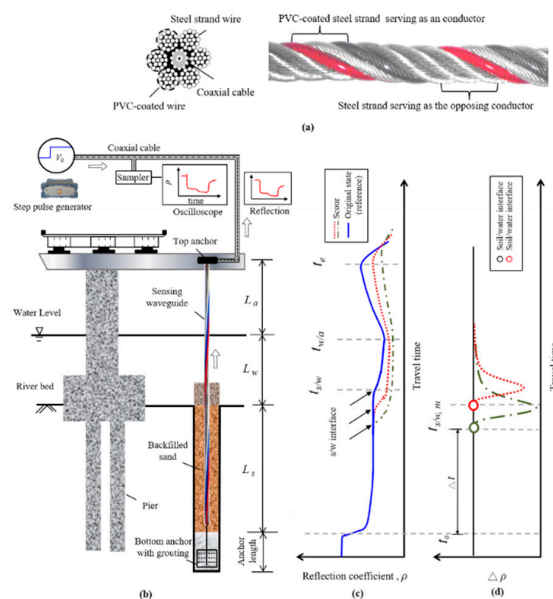 Steel strand wire
Coaxial cable
PVC-coated wire
PVC-coated steel strand serving as an conductor
Steel strand serving as the opposing conductor
(a)
V0
Coaxial cable
Step pulse generator
Sampler
ρ
time
Oscilloscope
Reflection
Top anchor
Sensing waveguide
Water Level
River bed
Backfilled sand
Pier
Bottom anchor with grouting
La
Lw
Ls
Anchor length
(b)
Scour
Original state (reference)
te
tw/a
ts/w
s/w interface
Travel time
Reflection coefficient , ρ
(c)
Soil/water interface
Soil/water interface
ts/w, m
△t
t0
Travel time
△ρ
(d)